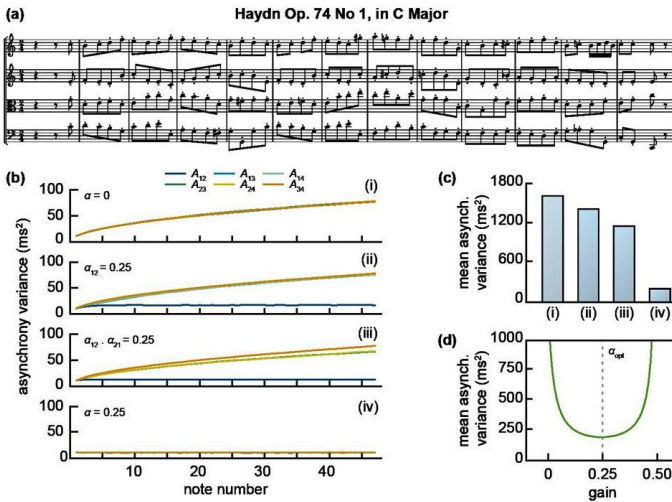 (a)
Haydn Op. 74 No 1, in C Major
(b)
A12 A13 A14
A23 A24 A34
asynchrony variance (ms²)
100
50
0
α = 0
(i)
100
50
0
α12 = 0.25
(ii)
100
50
0
α12 · α21 = 0.25
(iii)
100
50
0
α = 0.25
(iv)
10 20 30 40
note number
(c)
mean asynch.
variance (ms²)
1800
1200
600
0
(i) (ii) (iii) (iv)
(d)
mean asynch.
variance (ms²)
1000
750
500
250
0
αopt
0 0.25 0.50
gain